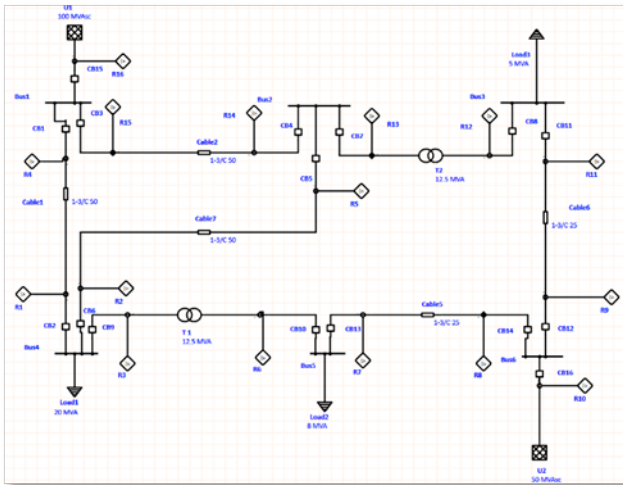 U1
100 MVAsc
CB15
R16
Load3
5 MVA
Bus1
CB1
CB3
R15
R14
Bus2
CB4
CB7
R13
R12
Bus3
CB8
CB11
Cable2
1-3/C 50
T2
12.5 MVA
R4
R11
CB5
R5
Cable1
1-3/C 50
Cable7
1-3/C 50
Cable6
1-3/C 25
R1
R2
R9
CB2
CB6
CB9
T 1
12.5 MVA
CB10
CB13
Cable5
1-3/C 25
CB14
CB12
Bus4
R3
R6
Bus5
R7
R8
Bus6
CB16
R10
Load1
20 MVA
Load2
8 MVA
U2
50 MVAsc